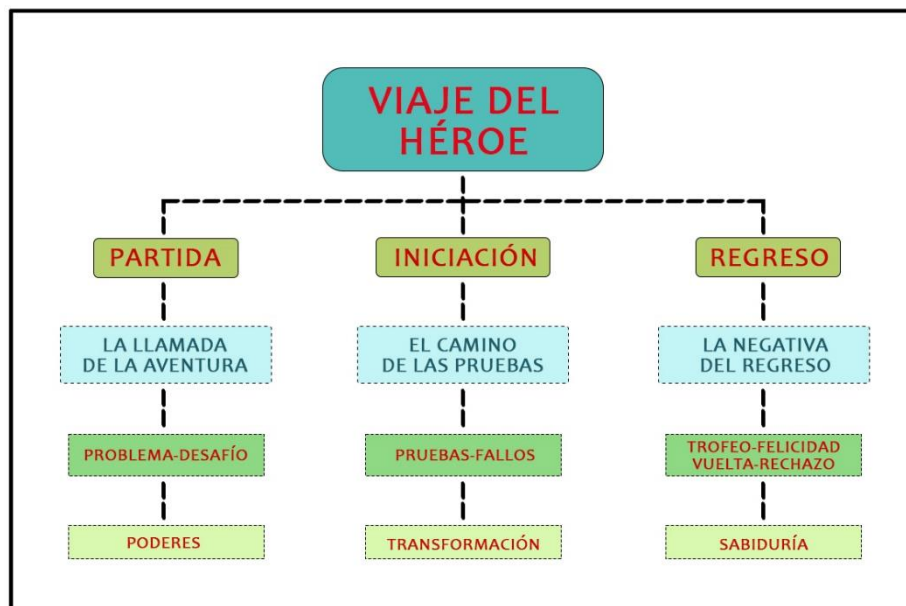 VIAJE DEL
HÉROE
PARTIDA
INICIACIÓN
REGRESO
LA LLAMADA
DE LA AVENTURA
EL CAMINO
DE LAS PRUEBAS
LA NEGATIVA
DEL REGRESO
PROBLEMA-DESAFÍO
PRUEBAS-FALLOS
TROFEO-FELICIDAD
VUELTA-RECHAZO
PODERES
TRANSFORMACIÓN
SABIDURÍA